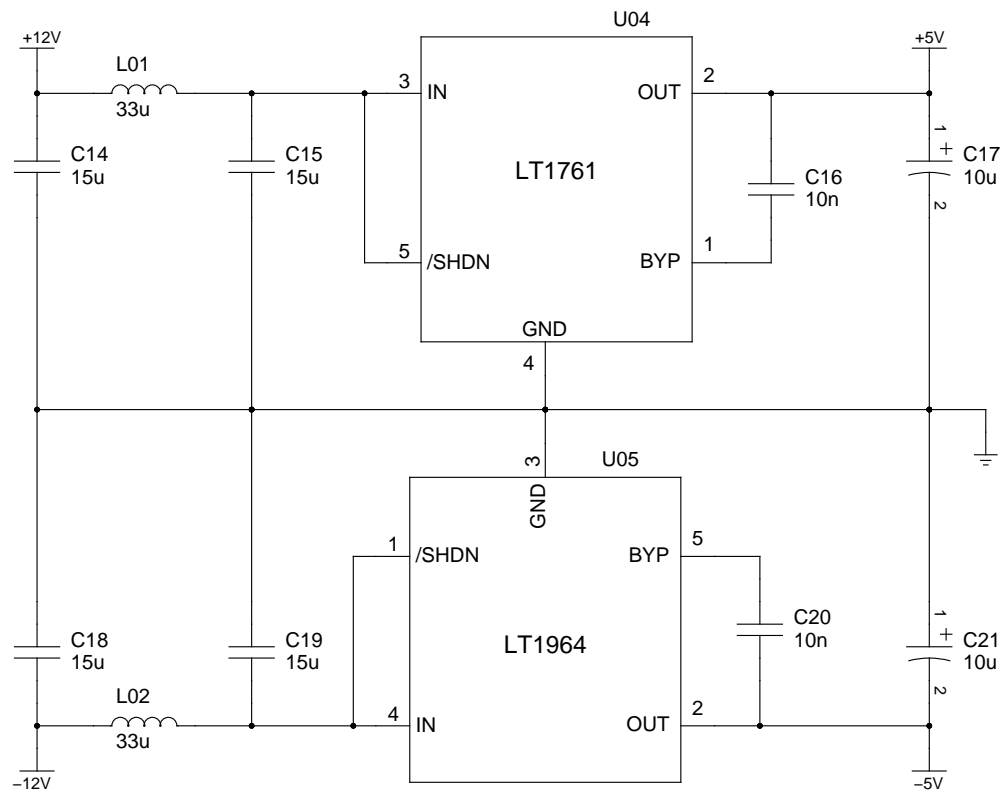 U04
+12V
+5V
L01
33u
3
IN
OUT
2
C14
15u
C15
15u
LT1761
C16
10n
1
+
C17
10u
2
5
/SHDN
BYP
1
GND
4
3
U05
GND
1
/SHDN
BYP
5
C18
15u
C19
15u
LT1964
C20
10n
1
+
C21
10u
2
L02
33u
4
IN
OUT
2
−12V
−5V